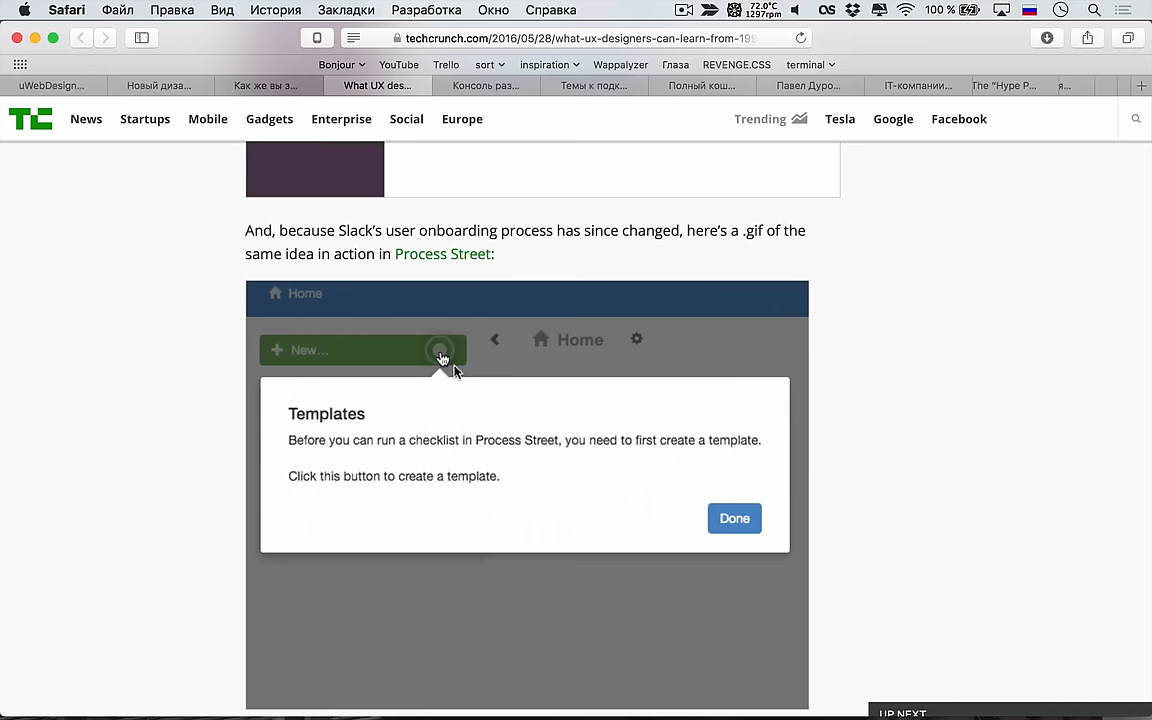 Safari Файл Правка Вид История Закладки Разработка Окно Справка 72.0°C 1297rpm 100 %
techcrunch.com/2016/05/28/what-ux-designers-can-learn-from-199
Bonjour YouTube Trello sort inspiration Wappalyzer Глаза REVENGE.CSS terminal
uWebDesign... Новый диза... Как же вы з... What UX des... Консоль раз... Темы к подк... Полный кош... Павел Дуро... IT-компании... The "Hype P... я...
TC News Startups Mobile Gadgets Enterprise Social Europe Trending Tesla Google Facebook
And, because Slack's user onboarding process has since changed, here's a .gif of the
same idea in action in Process Street:
Home
New... Home
Templates
Before you can run a checklist in Process Street, you need to first create a template.
Click this button to create a template.
Done
UP NEXT